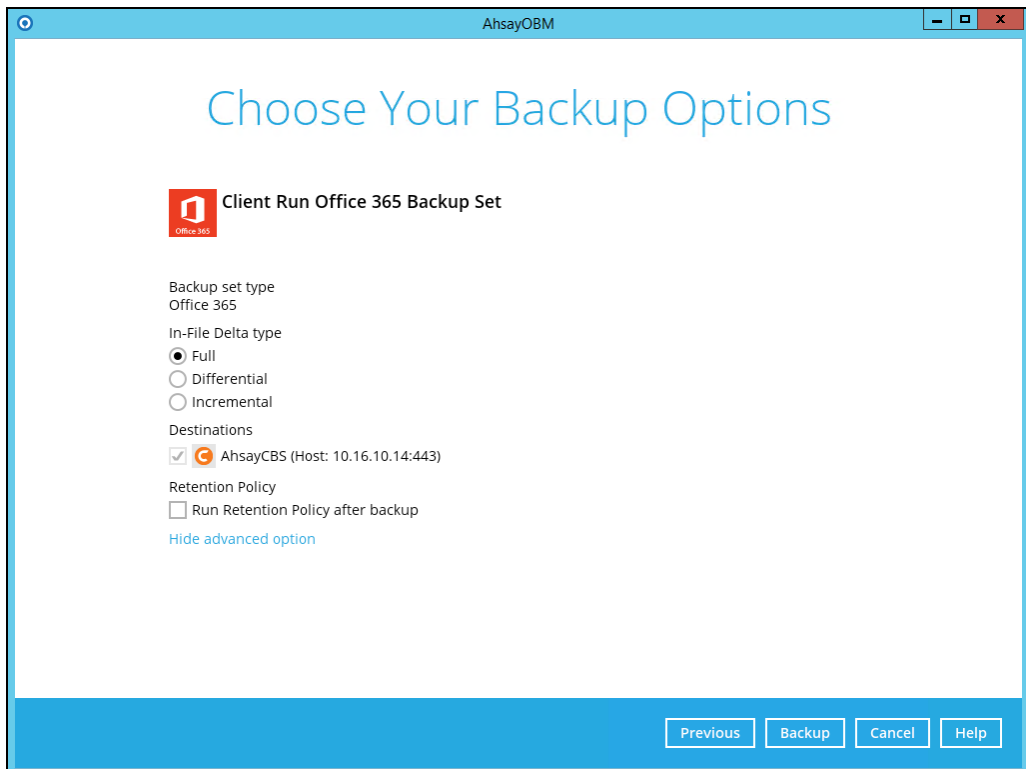 AhsayOBM
Choose Your Backup Options
Client Run Office 365 Backup Set
Office 365
Backup set type
Office 365
In-File Delta type
Full
Differential
Incremental
Destinations
AhsayCBS (Host: 10.16.10.14:443)
Retention Policy
Run Retention Policy after backup
Hide advanced option
Previous
Backup
Cancel
Help